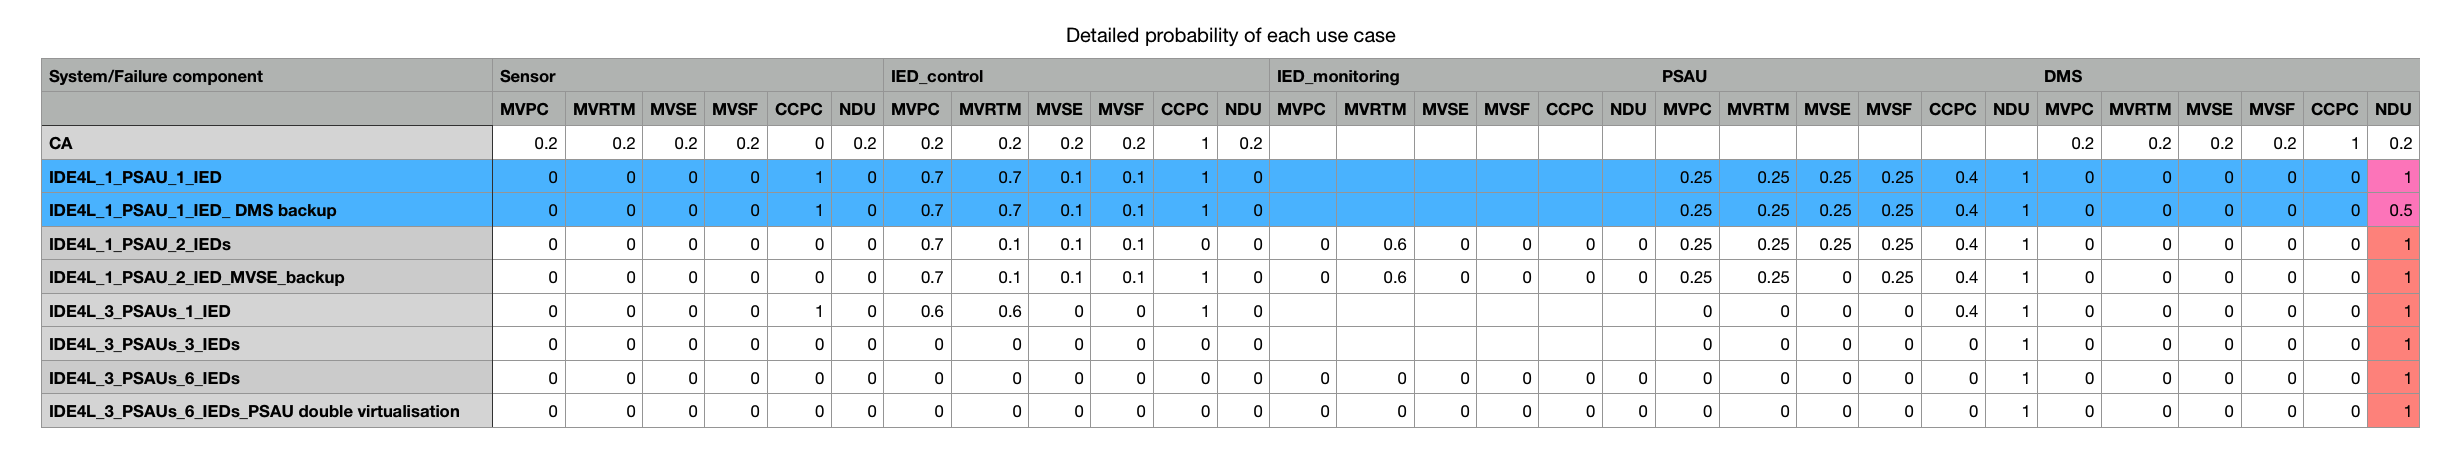 Detailed probability of each use case
System/Failure component Sensor IED_control IED_monitoring PSAU DMS
MVPC MVRTM MVSE MVSF CCPC NDU MVPC MVRTM MVSE MVSF CCPC NDU MVPC MVRTM MVSE MVSF CCPC NDU MVPC MVRTM MVSE MVSF CCPC NDU MVPC MVRTM MVSE MVSF CCPC NDU
CA 0.2 0.2 0.2 0.2 0 0.2 0.2 0.2 0.2 0.2 1 0.2 0.2 0.2 0.2 0.2 1 0.2
IDE4L_1_PSAU_1_IED 0 0 0 0 1 0 0.7 0.7 0.1 0.1 1 0 0.25 0.25 0.25 0.25 0.4 1 0 0 0 0 0 1
IDE4L_1_PSAU_1_IED_ DMS backup 0 0 0 0 1 0 0.7 0.7 0.1 0.1 1 0 0.25 0.25 0.25 0.25 0.4 1 0 0 0 0 0 0.5
IDE4L_1_PSAU_2_IEDs 0 0 0 0 0 0 0.7 0.1 0.1 0.1 0 0 0 0.6 0 0 0 0 0.25 0.25 0.25 0.25 0.4 1 0 0 0 0 0 1
IDE4L_1_PSAU_2_IED_MVSE_backup 0 0 0 0 0 0 0.7 0.1 0.1 0.1 1 0 0 0.6 0 0 0 0 0.25 0.25 0 0.25 0.4 1 0 0 0 0 0 1
IDE4L_3_PSAUs_1_IED 0 0 0 0 1 0 0.6 0.6 0 0 1 0 0 0 0 0 0.4 1 0 0 0 0 0 1
IDE4L_3_PSAUs_3_IEDs 0 0 0 0 0 0 0 0 0 0 0 0 0 0 0 0 0 1 0 0 0 0 0 1
IDE4L_3_PSAUs_6_IEDs 0 0 0 0 0 0 0 0 0 0 0 0 0 0 0 0 0 0 0 0 0 0 0 1 0 0 0 0 0 1
IDE4L_3_PSAUs_6_IEDs_PSAU double virtualisation 0 0 0 0 0 0 0 0 0 0 0 0 0 0 0 0 0 0 0 0 0 0 0 1 0 0 0 0 0 1